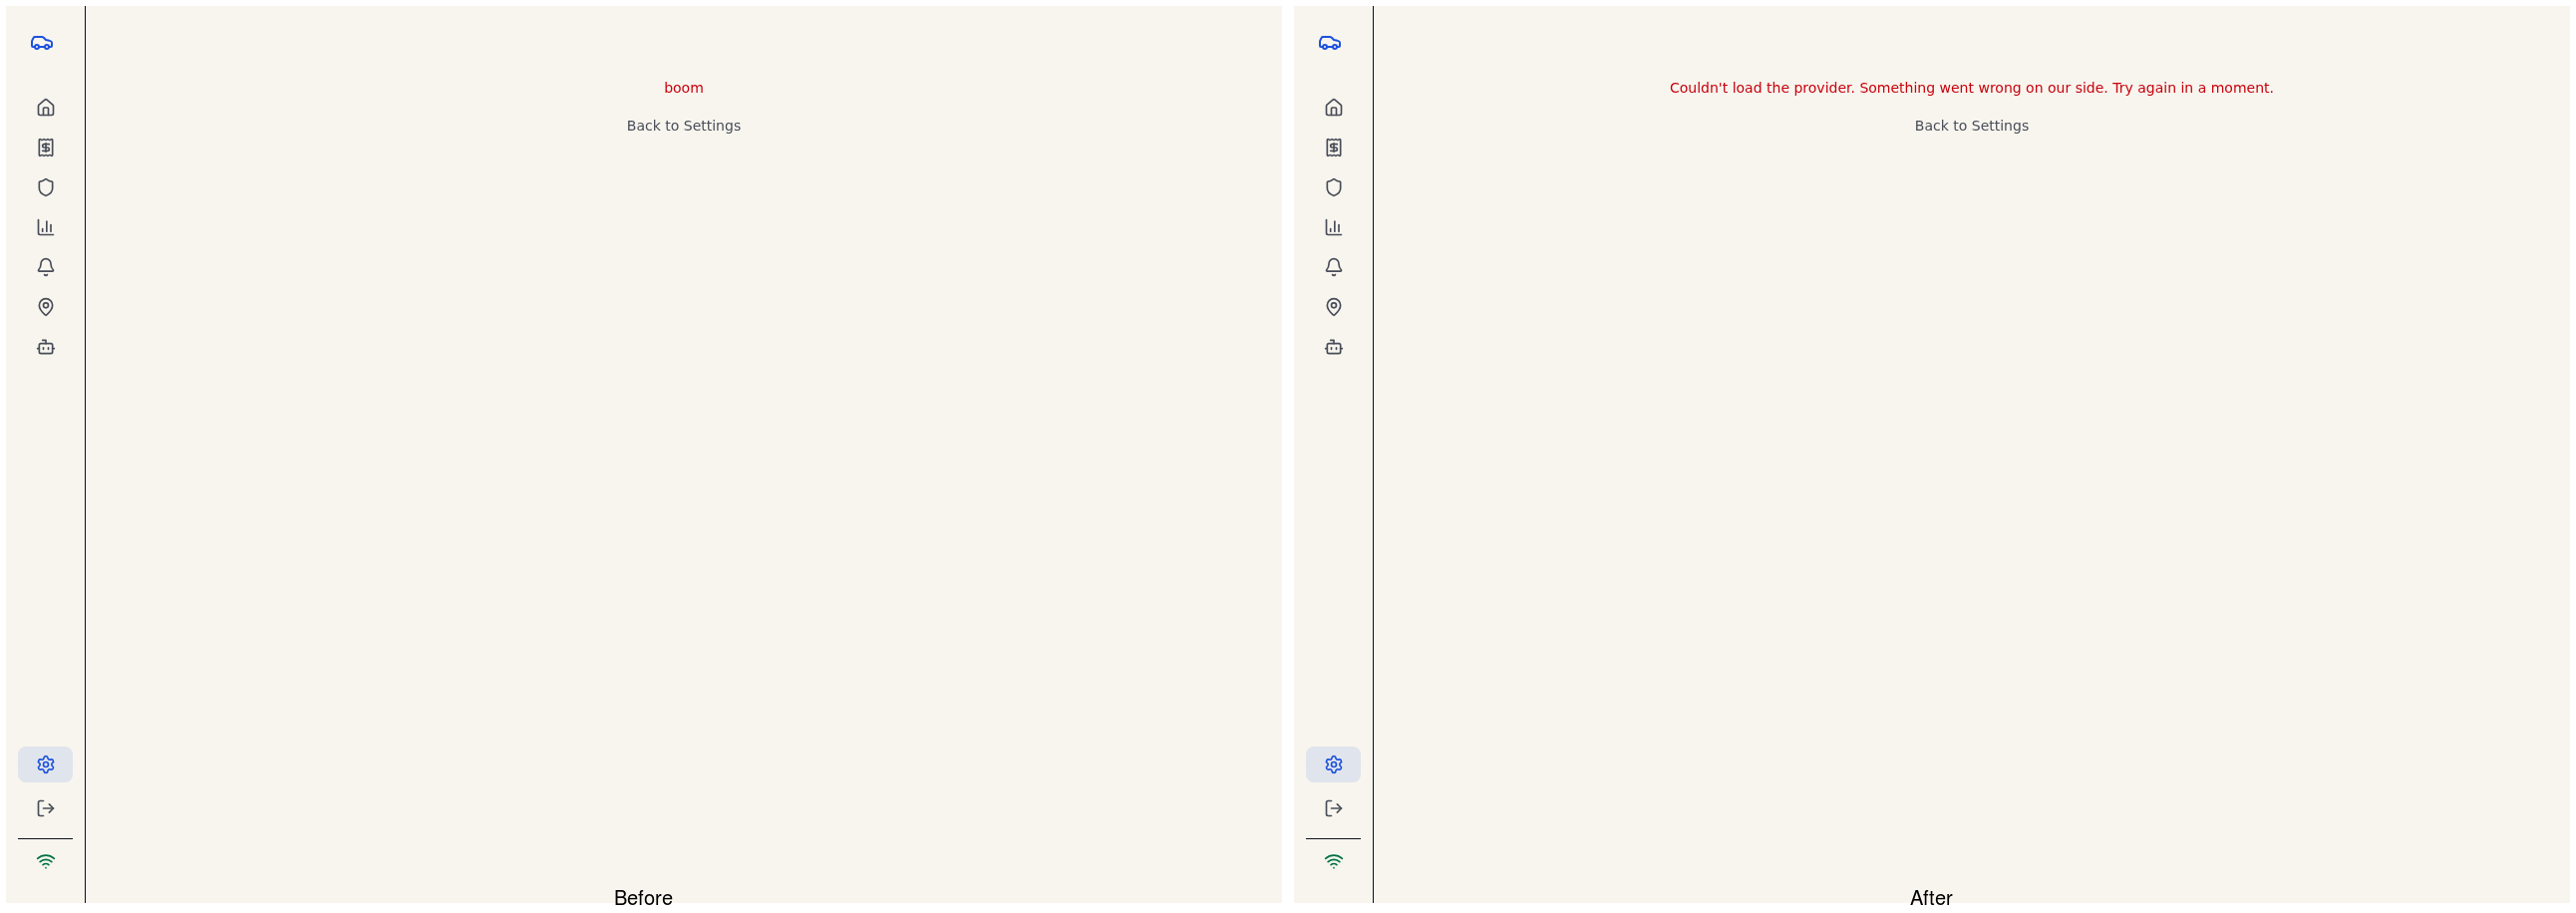 boom
Back to Settings
Before
Couldn't load the provider. Something went wrong on our side. Try again in a moment.
Back to Settings
After